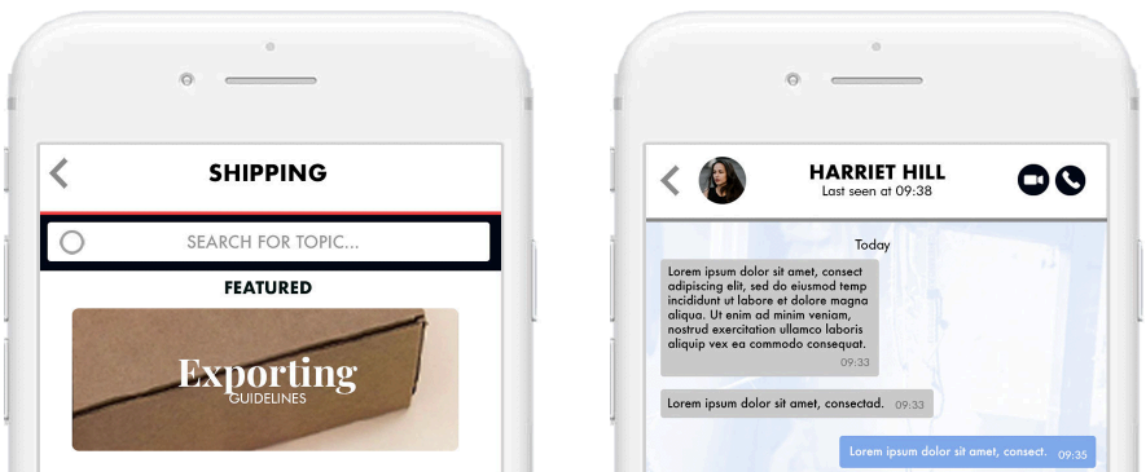 SHIPPING
SEARCH FOR TOPIC...
FEATURED
Exporting
GUIDELINES
HARRIET HILL
Last seen at 09:38
Today
Lorem ipsum dolor sit amet, consect
adipiscing elit, sed do eiusmod temp
incididunt ut labore et dolore magna
aliqua. Ut enim ad minim veniam,
nostrud exercitation ullamco laboris
aliquip vex ea commodo consequat.
09:33
Lorem ipsum dolor sit amet, consectad. 09:33
Lorem ipsum dolor sit amet, consect. 09:35